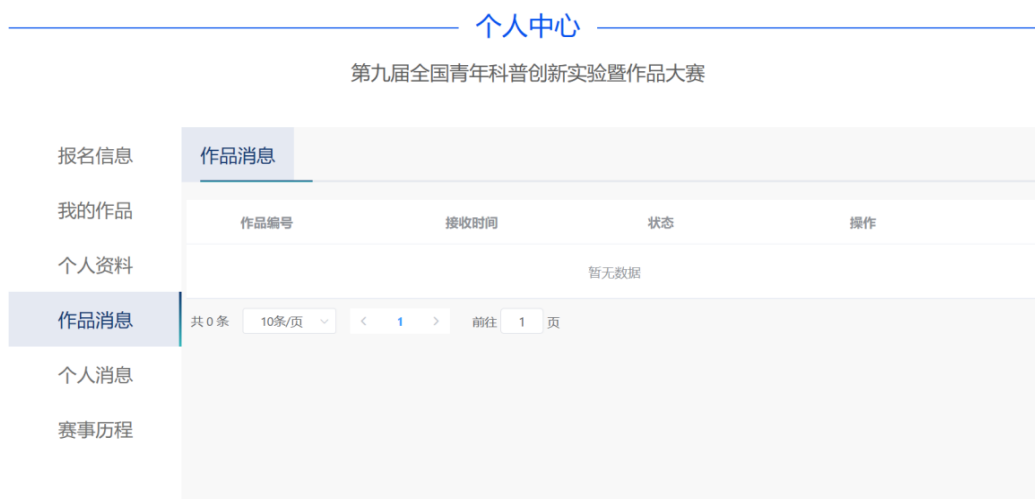 个人中心
第九届全国青年科普创新实验暨作品大赛
报名信息
我的作品
个人资料
作品消息
个人消息
赛事历程
作品消息
作品编号 接收时间 状态 操作
暂无数据
共 0 条 10条/页 < 1 > 前往 1 页